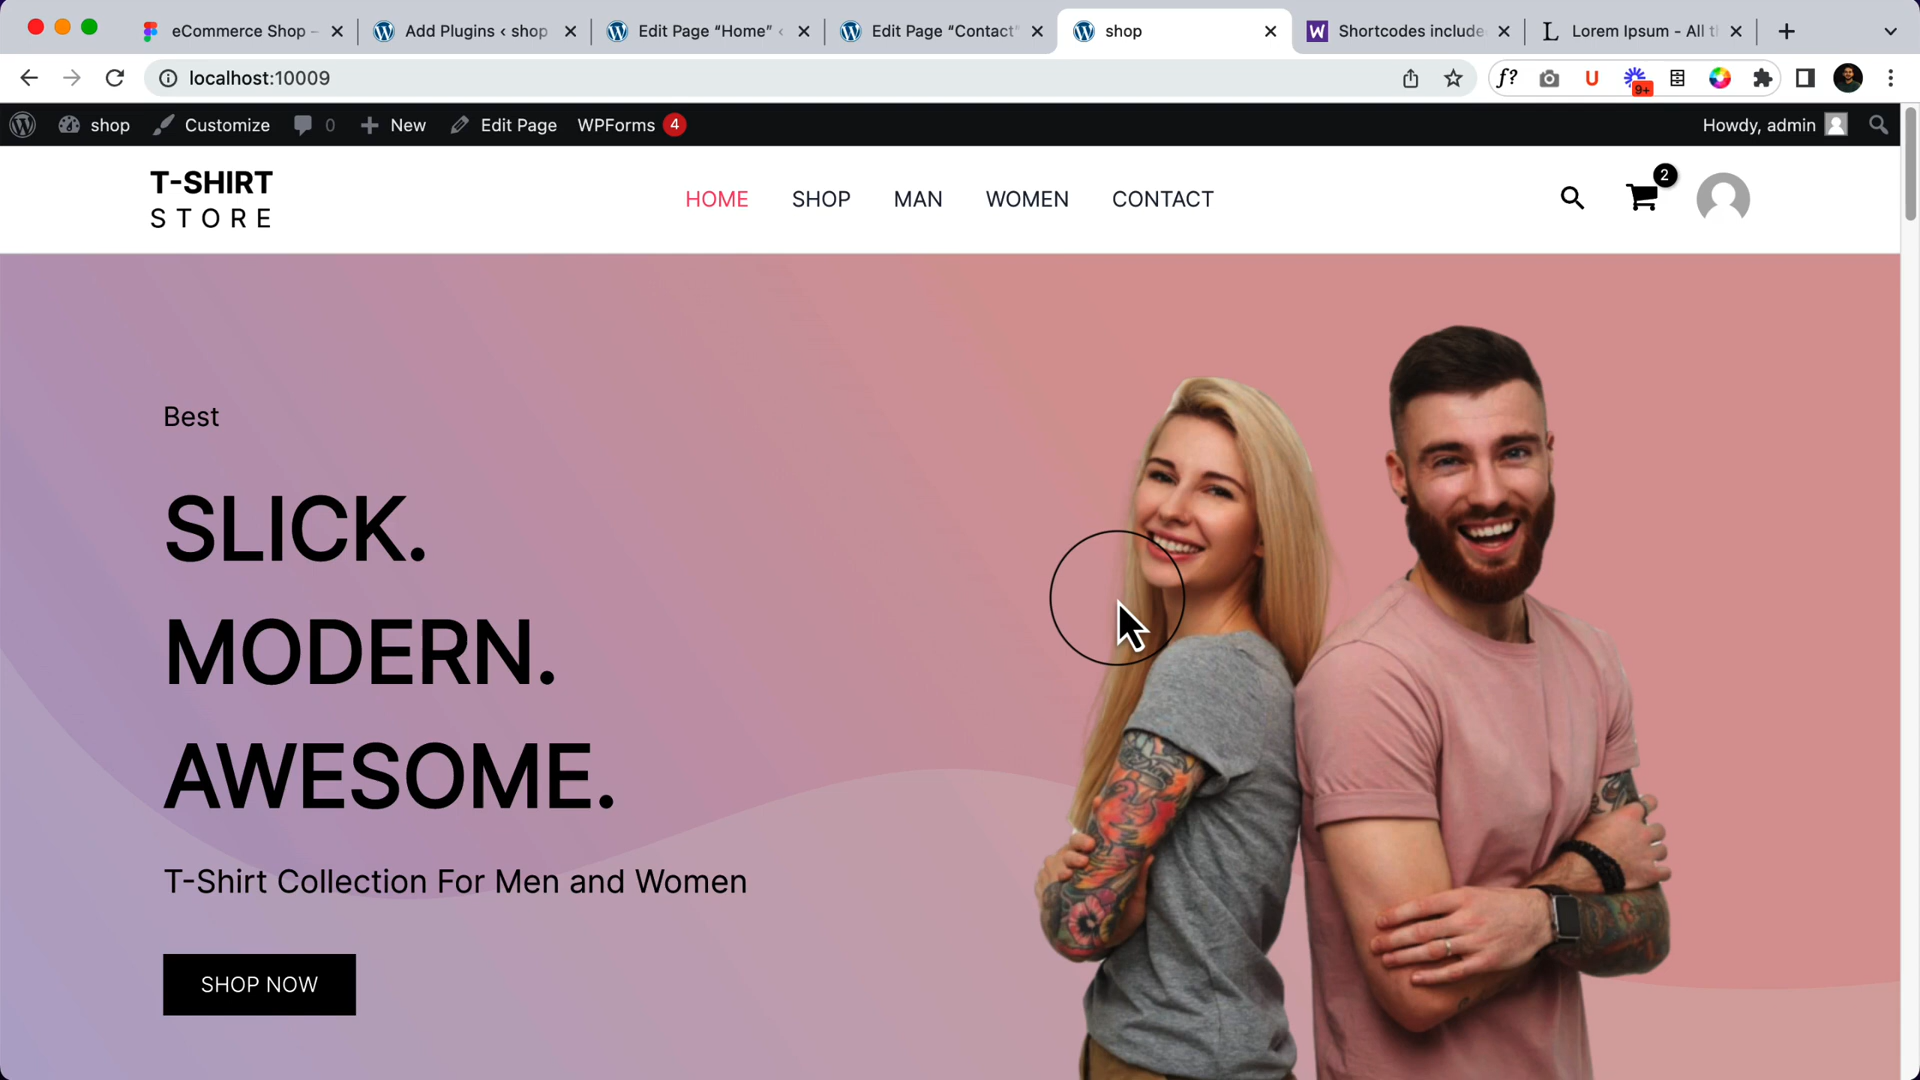 eCommerce Shop –
Add Plugins ‹ shop
Edit Page “Home” ‹
Edit Page “Contact”
shop
W Shortcodes include
L Lorem Ipsum - All t
localhost:10009
f?
U
9+
shop
Customize
0
New
Edit Page
WPForms 4
Howdy, admin
T-SHIRT
STORE
HOME
SHOP
MAN
WOMEN
CONTACT
2
Best
SLICK.
MODERN.
AWESOME.
T-Shirt Collection For Men and Women
SHOP NOW